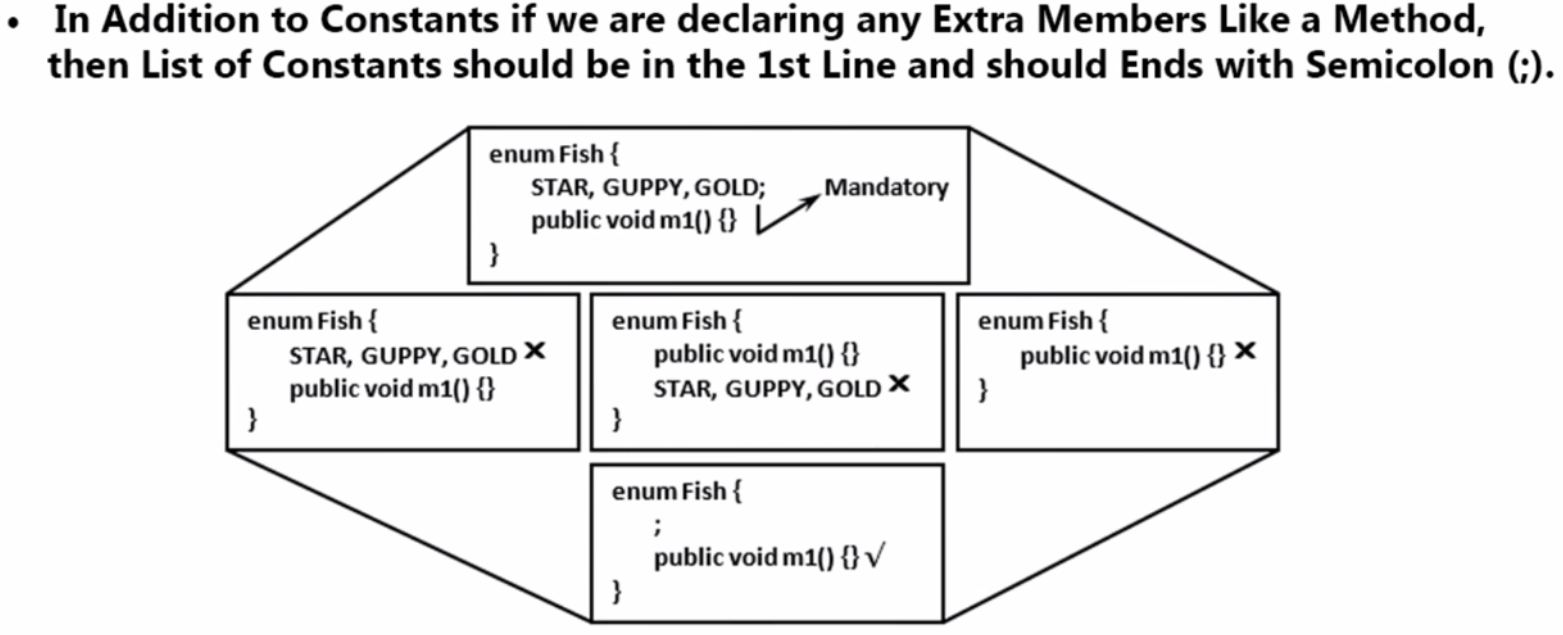 • In Addition to Constants if we are declaring any Extra Members Like a Method,
then List of Constants should be in the 1st Line and should Ends with Semicolon (;).
enum Fish {
STAR, GUPPY, GOLD; Mandatory
public void m1() {}
}
enum Fish {
STAR, GUPPY, GOLD ×
public void m1() {}
}
enum Fish {
public void m1() {}
STAR, GUPPY, GOLD ×
}
enum Fish {
public void m1() {} ×
}
enum Fish {
;
public void m1() {} √
}